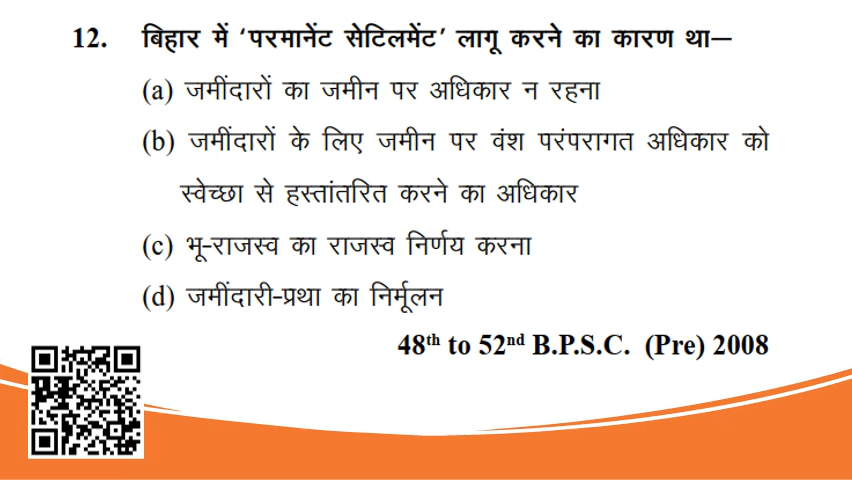 12. बिहार में ‘परमानेंट सेटिलमेंट’ लागू करने का कारण था—
(a) जमींदारों का जमीन पर अधिकार न रहना
(b) जमींदारों के लिए जमीन पर वंश परंपरागत अधिकार को
स्वेच्छा से हस्तांतरित करने का अधिकार
(c) भू-राजस्व का राजस्व निर्णय करना
(d) जमींदारी-प्रथा का निर्मूलन
48th to 52nd B.P.S.C. (Pre) 2008